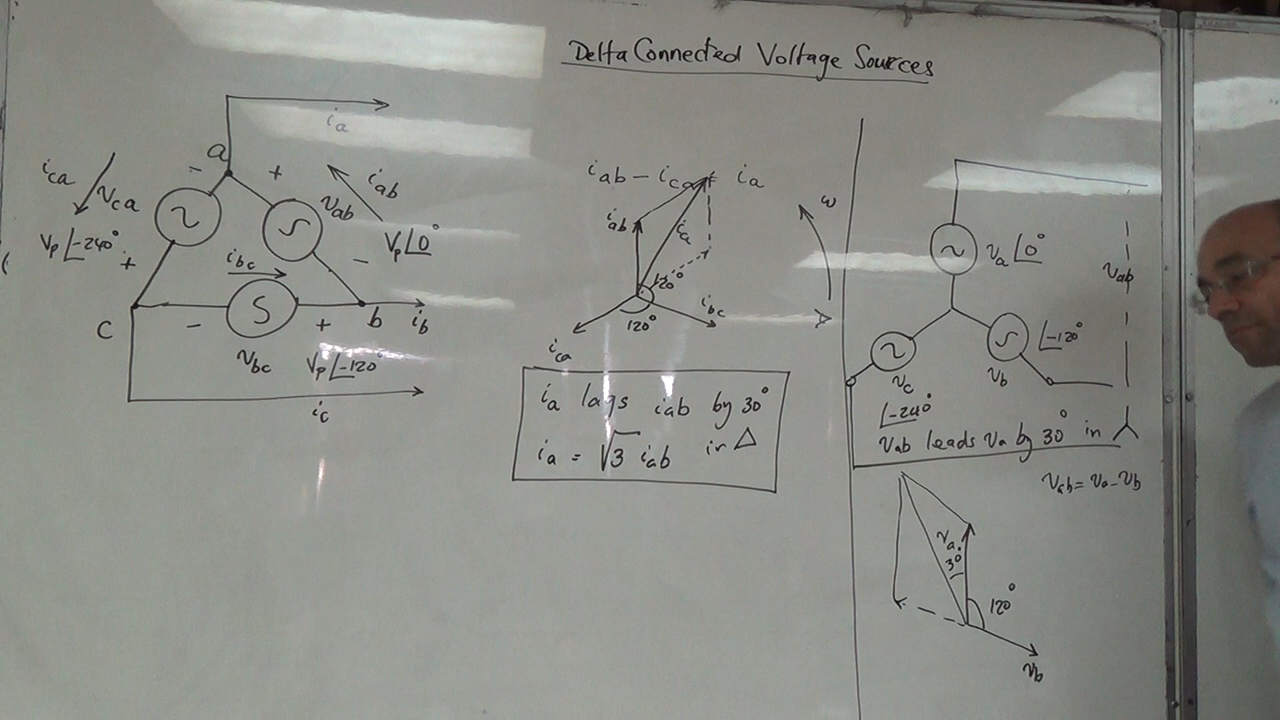 Delta Connected Voltage Sources
ia
a
- +
ica
vca
Vp∠-240°
+
iab
vab
Vp∠0°
-
ibc
c
- +
b
ib
vbc
Vp∠-120°
ic
iab - ica
ia
iab
ia
120°
ibc
120°
ica
ω
ia lags iab by 30°
ia = √3 iab in Δ
va∠0°
vab
∠-120°
vc
vb
∠-240°
vab leads va by 30° in
vab = va - vb
va
30
120°
vb